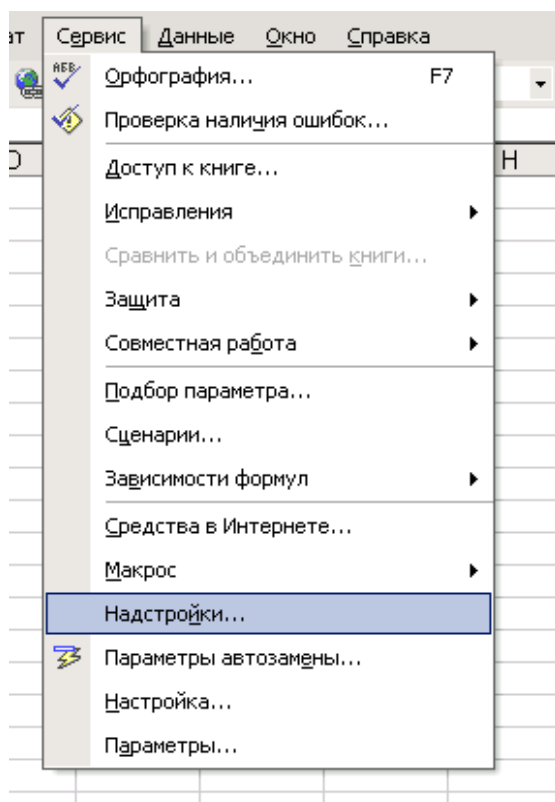 ат Сервис Данные Окно Справка
АБВ Орфография... F7
Проверка наличия ошибок...
H
Доступ к книге...
Исправления
Сравнить и объединить книги...
Защита
Совместная работа
Подбор параметра...
Сценарии...
Зависимости формул
Средства в Интернете...
Макрос
Надстройки...
Параметры автозамены...
Настройка...
Параметры...